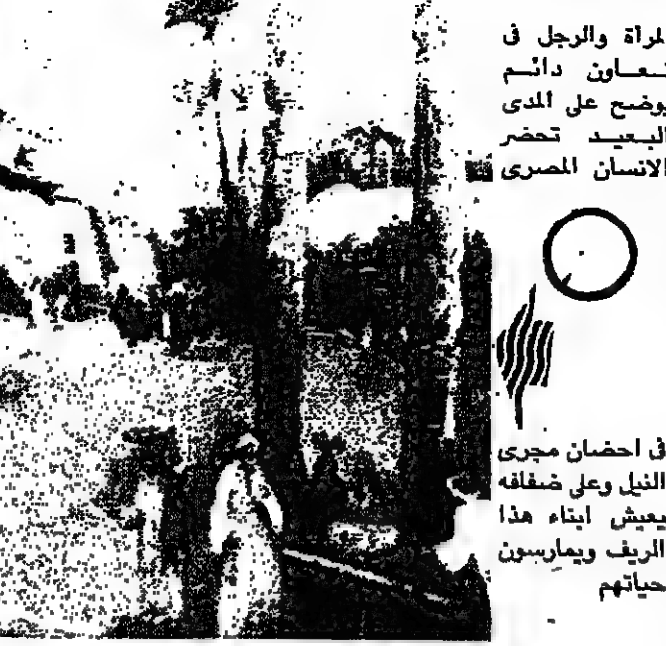 المرأة والرجل فى
تعاون دائم
يوضح على المدى
البعيد تحضر
الانسان المصرى
فى احضان مجرى
النيل وعلى ضفافه
يعيش ابناء هذا
الريف ويمارسون
حياتهم